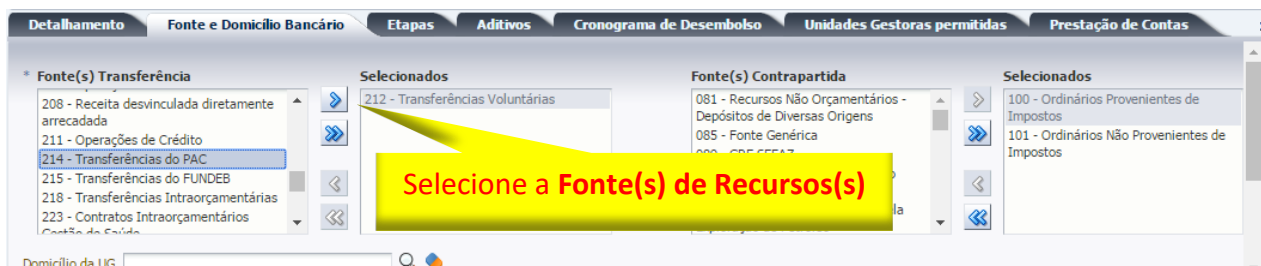 Detalhamento Fonte e Domicílio Bancário Etapas Aditivos Cronograma de Desembolso Unidades Gestoras permitidas Prestação de Contas
* Fonte(s) Transferência
208 - Receita desvinculada diretamente
arrecadada
211 - Operações de Crédito
214 - Transferências do PAC
215 - Transferências do FUNDEB
218 - Transferências Intraorçamentárias
223 - Contratos Intraorçamentários
Gestão de Saúde
Selecionados
212 - Transferências Voluntárias
Fonte(s) Contrapartida
081 - Recursos Não Orçamentários -
Depósitos de Diversas Origens
085 - Fonte Genérica
Selecionados
100 - Ordinários Provenientes de
Impostos
101 - Ordinários Não Provenientes de
Impostos
Selecione a Fonte(s) de Recursos(s)
Domicílio da UG